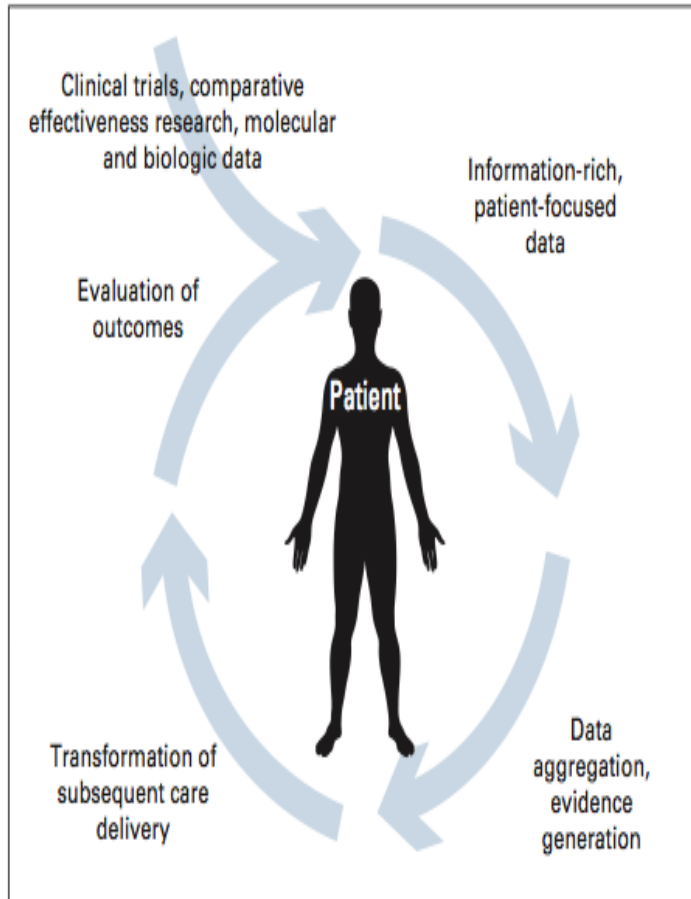 Clinical trials, comparative
effectiveness research, molecular
and biologic data
Information-rich,
patient-focused
data
Evaluation of
outcomes
Patient
Transformation of
subsequent care
delivery
Data
aggregation,
evidence
generation